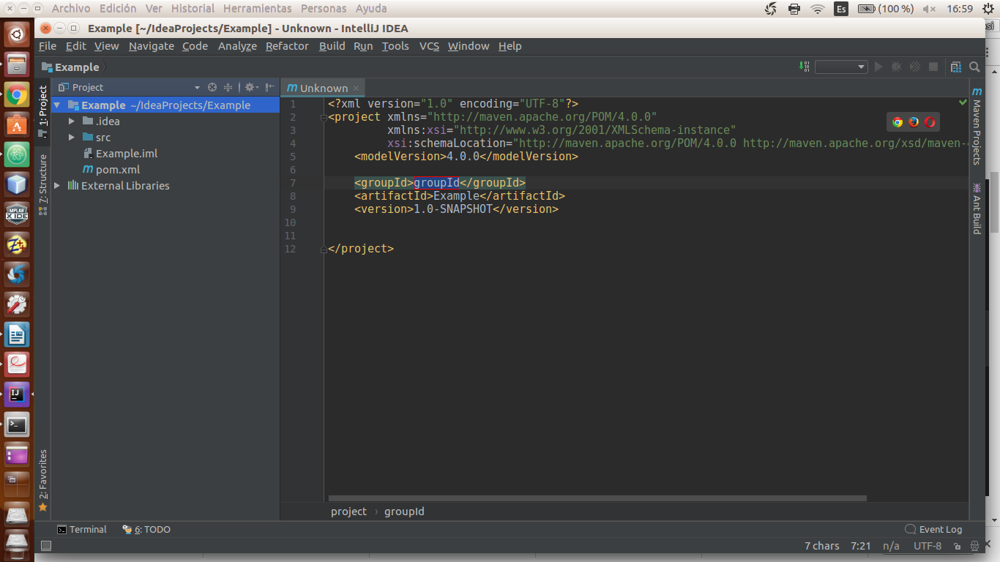 Archivo Edición Ver Historial Herramientas Personas Ayuda Es (100 %) 16:59
Example [~/IdeaProjects/Example] - Unknown - IntelliJ IDEA
File Edit View Navigate Code Analyze Refactor Build Run Tools VCS Window Help
Example
Project
Unknown
1: Project
7: Structure
2: Favorites
Example ~/IdeaProjects/Example
.idea
src
Example.iml
pom.xml
External Libraries
1 <?xml version="1.0" encoding="UTF-8"?>
2 <project xmlns="http://maven.apache.org/POM/4.0.0"
3 xmlns:xsi="http://www.w3.org/2001/XMLSchema-instance"
4 xsi:schemaLocation="http://maven.apache.org/POM/4.0.0 http://maven.apache.org/xsd/maven-
5 <modelVersion>4.0.0</modelVersion>
6
7 <groupId>groupId</groupId>
8 <artifactId>Example</artifactId>
9 <version>1.0-SNAPSHOT</version>
10
11
12 </project>
Maven Projects
Ant Build
MPLAB
X IDE
IJ
project › groupId
Terminal 6: TODO Event Log
7 chars 7:21 n/a UTF-8